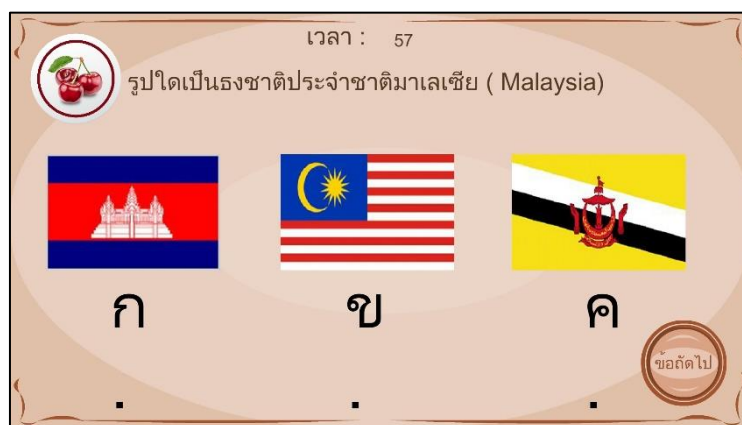 เวลา : 57
รูปใดเป็นธงชาติประจำชาติมาเลเซีย ( Malaysia)
ก ข ค
ข้อถัดไป
. . .